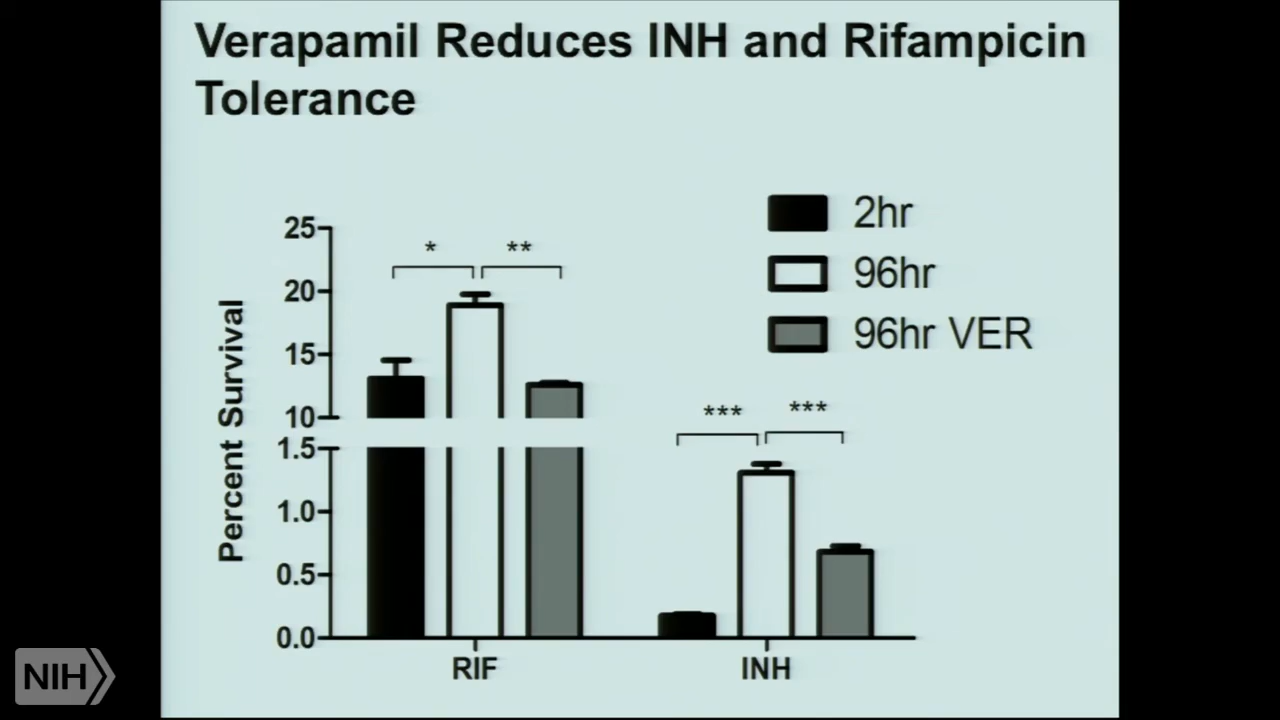 Verapamil Reduces INH and Rifampicin
Tolerance
2hr
96hr
96hr VER
Percent Survival
25
20
15
10
1.5
1.0
0.5
0.0
*
**
***
***
RIF
INH
NIH